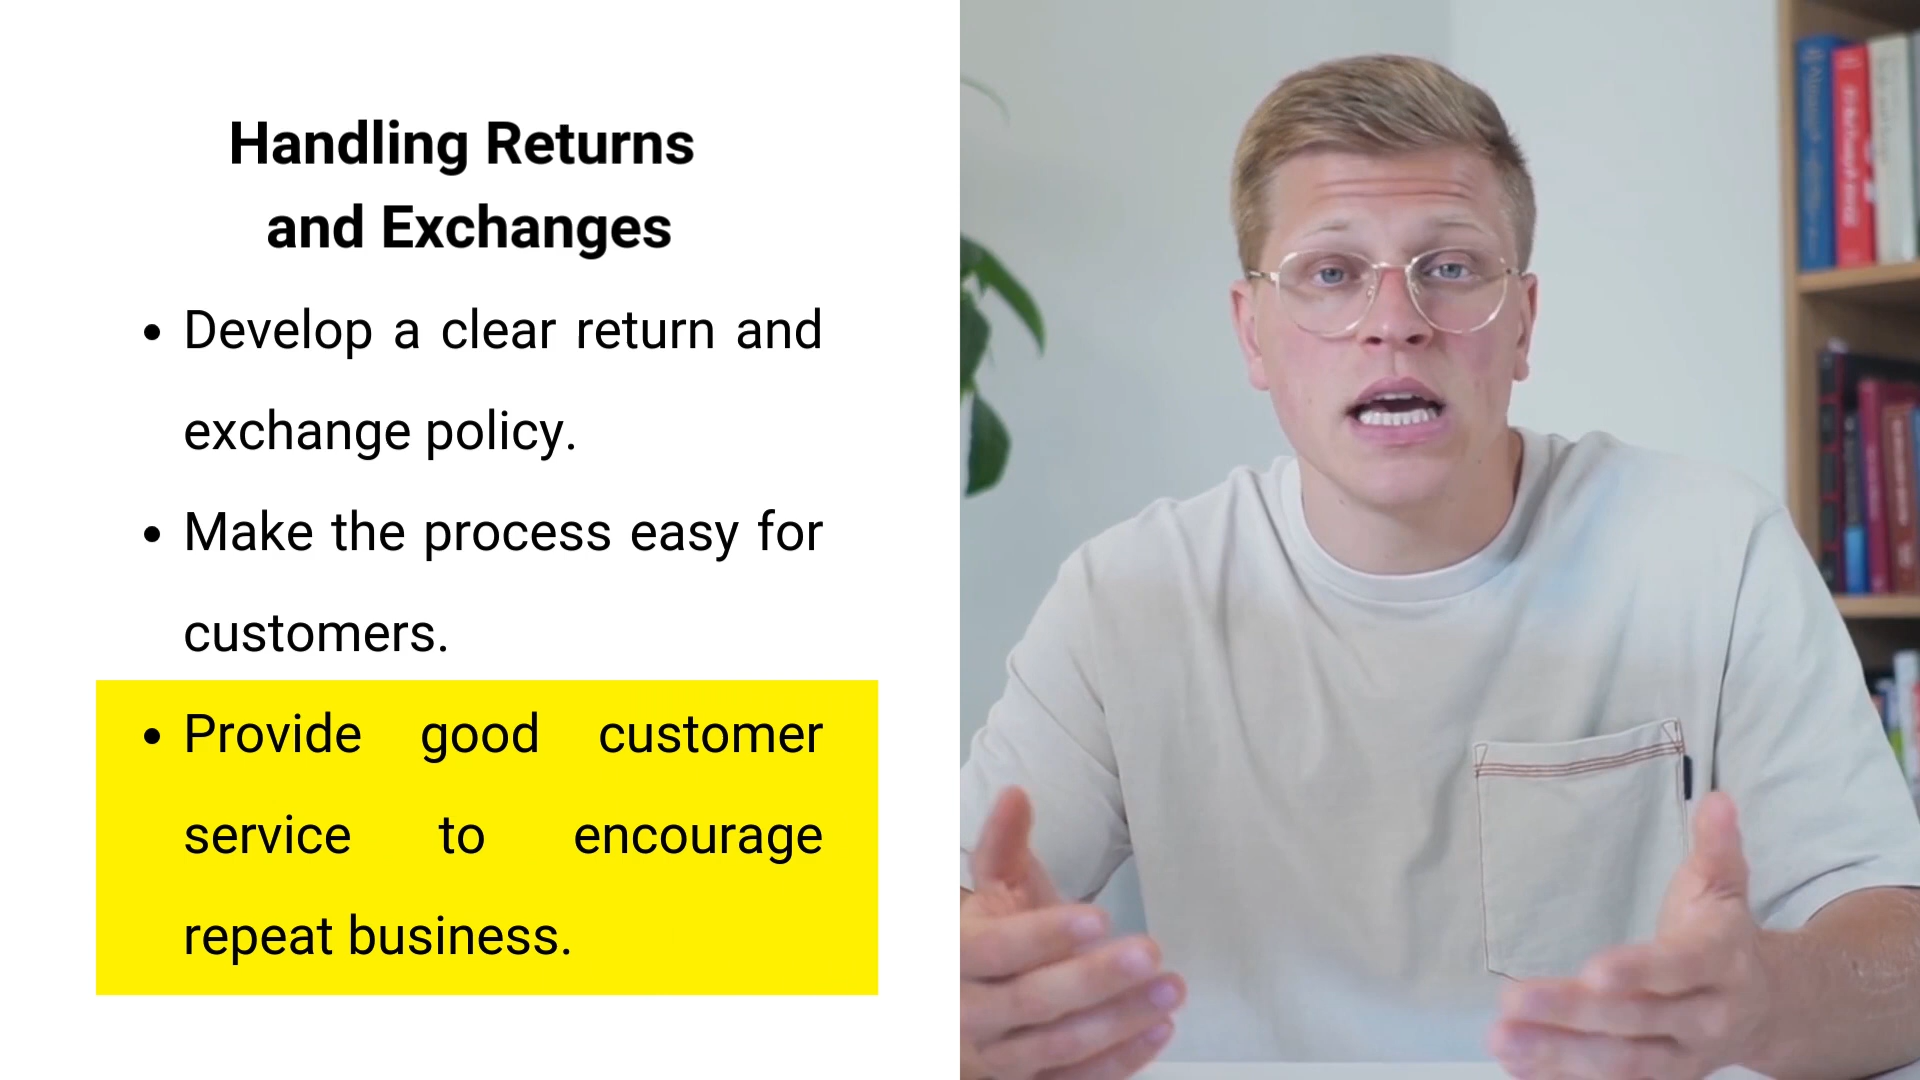 Handling Returns
and Exchanges
• Develop a clear return and
exchange policy.
• Make the process easy for
customers.
• Provide good customer
service to encourage
repeat business.